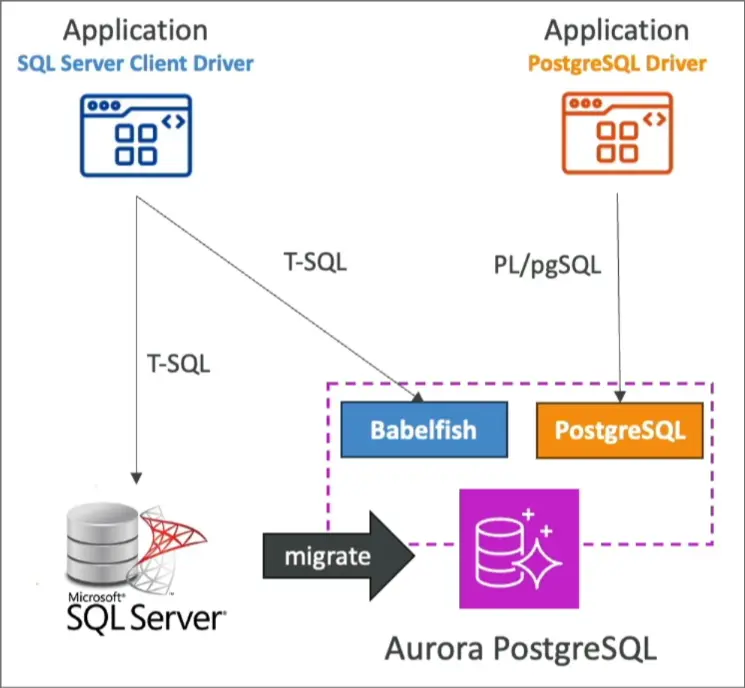 Application
SQL Server Client Driver
Application
PostgreSQL Driver
T-SQL
PL/pgSQL
T-SQL
Babelfish
PostgreSQL
migrate
Microsoft®
SQL Server®
Aurora PostgreSQL